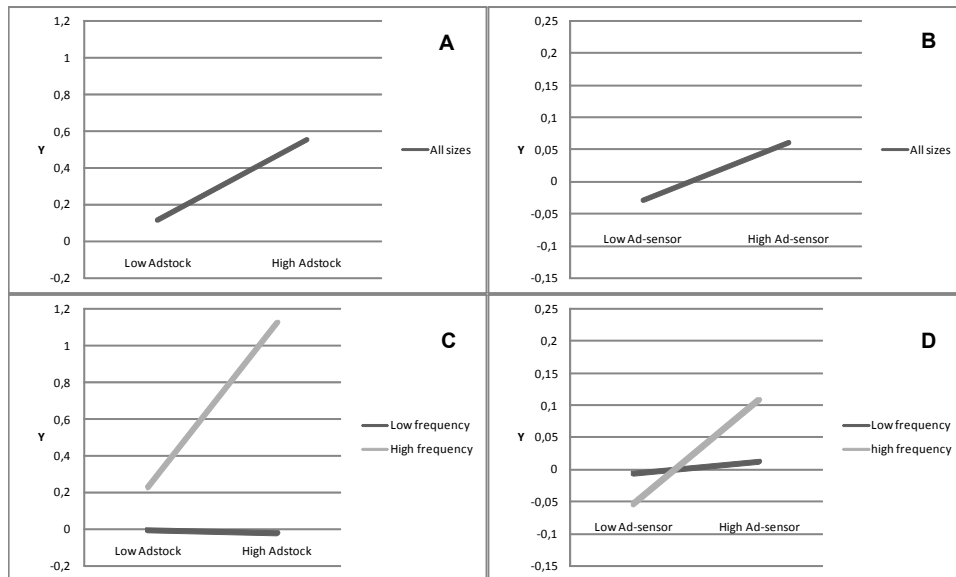 A
1,2
1
0,8
0,6
Y
0,4
0,2
0
-0,2
Low Adstock
High Adstock
All sizes
B
0,25
0,2
0,15
0,1
Y
0,05
0
-0,05
-0,1
-0,15
Low Ad-sensor
High Ad-sensor
All sizes
C
1,2
1
0,8
0,6
Y
0,4
0,2
0
-0,2
Low Adstock
High Adstock
Low frequency
High frequency
D
0,25
0,2
0,15
0,1
Y
0,05
0
-0,05
-0,1
-0,15
Low Ad-sensor
High Ad-sensor
Low frequency
high frequency